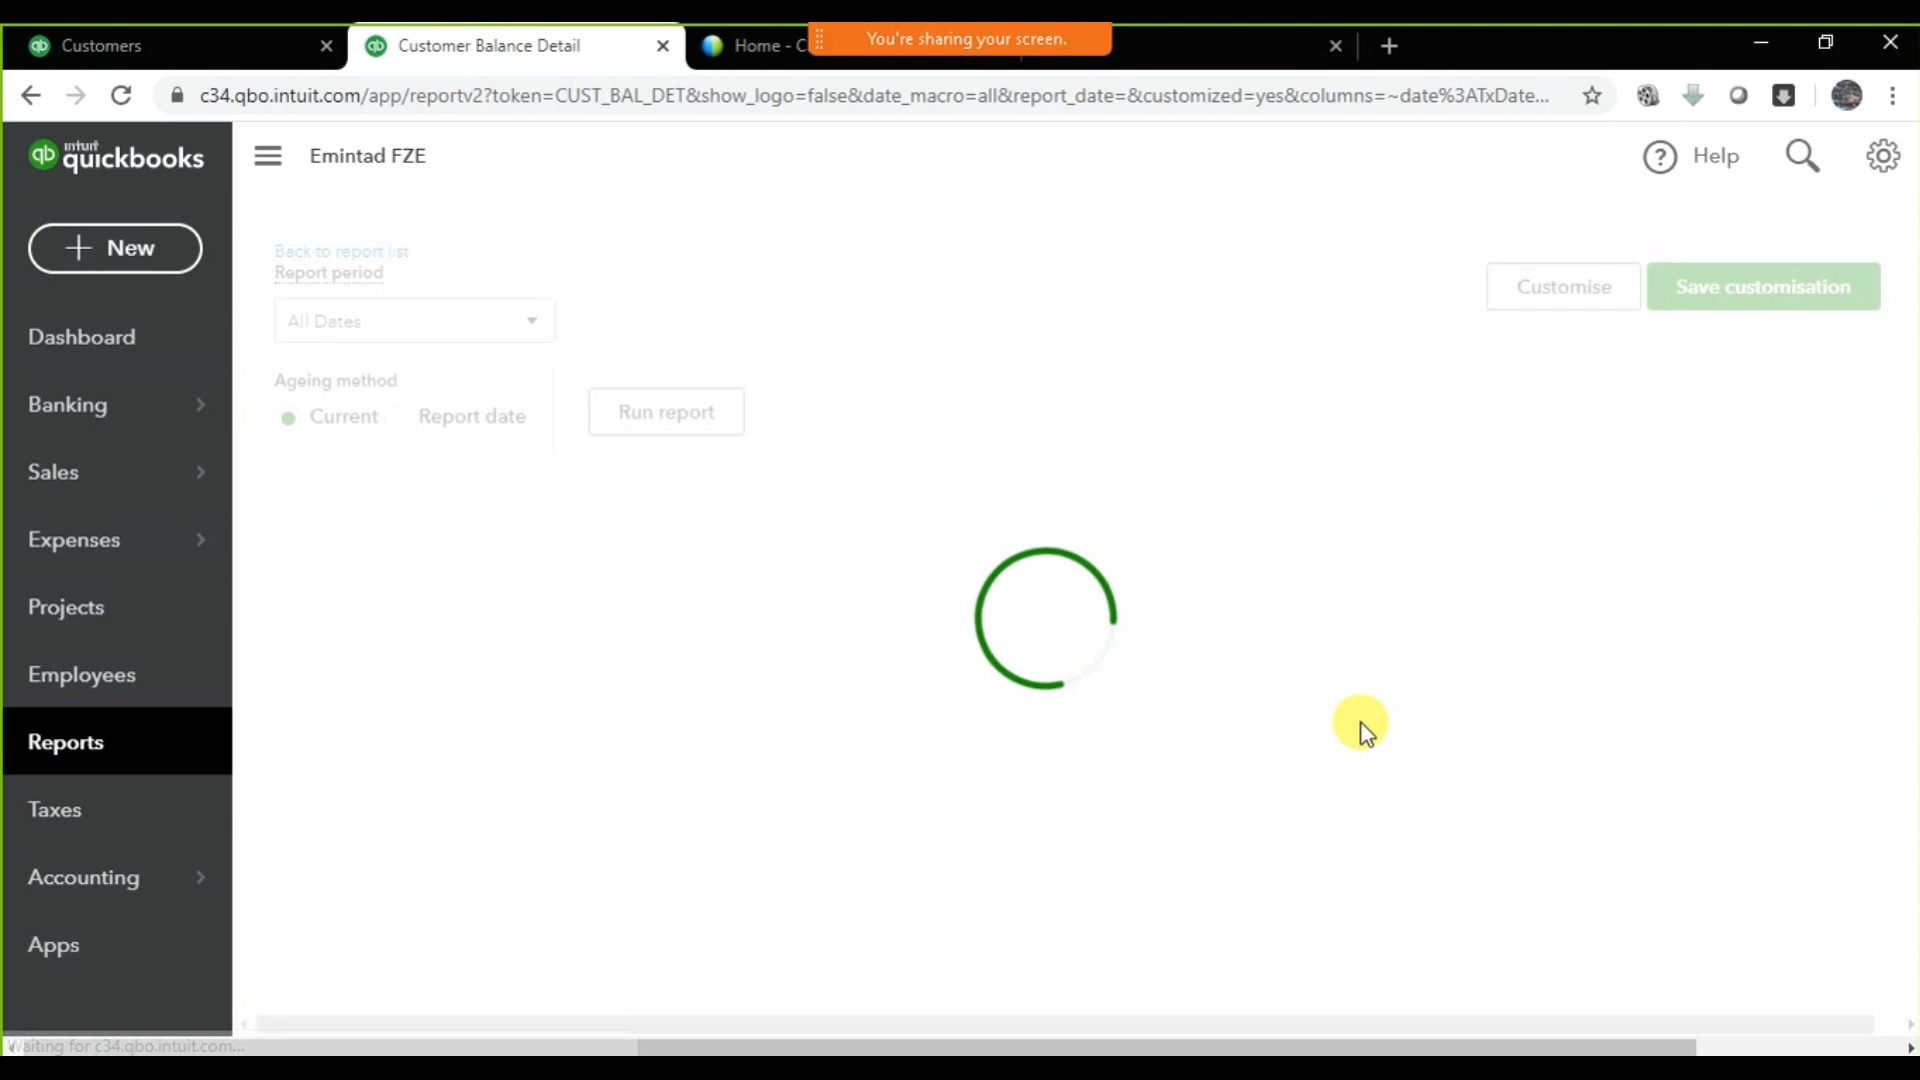 Customers
Customer Balance Detail
Home - C
You're sharing your screen.
c34.qbo.intuit.com/app/reportv2?token=CUST_BAL_DET&show_logo=false&date_macro=all&report_date=&customized=yes&columns=~date%3ATxDate...
qb intuit quickbooks
Emintad FZE
? Help
New
Back to report list
Report period
All Dates
Customise
Save customisation
Ageing method
Current
Report date
Run report
Dashboard
Banking
Sales
Expenses
Projects
Employees
Reports
Taxes
Accounting
Apps
Waiting for c34.qbo.intuit.com...